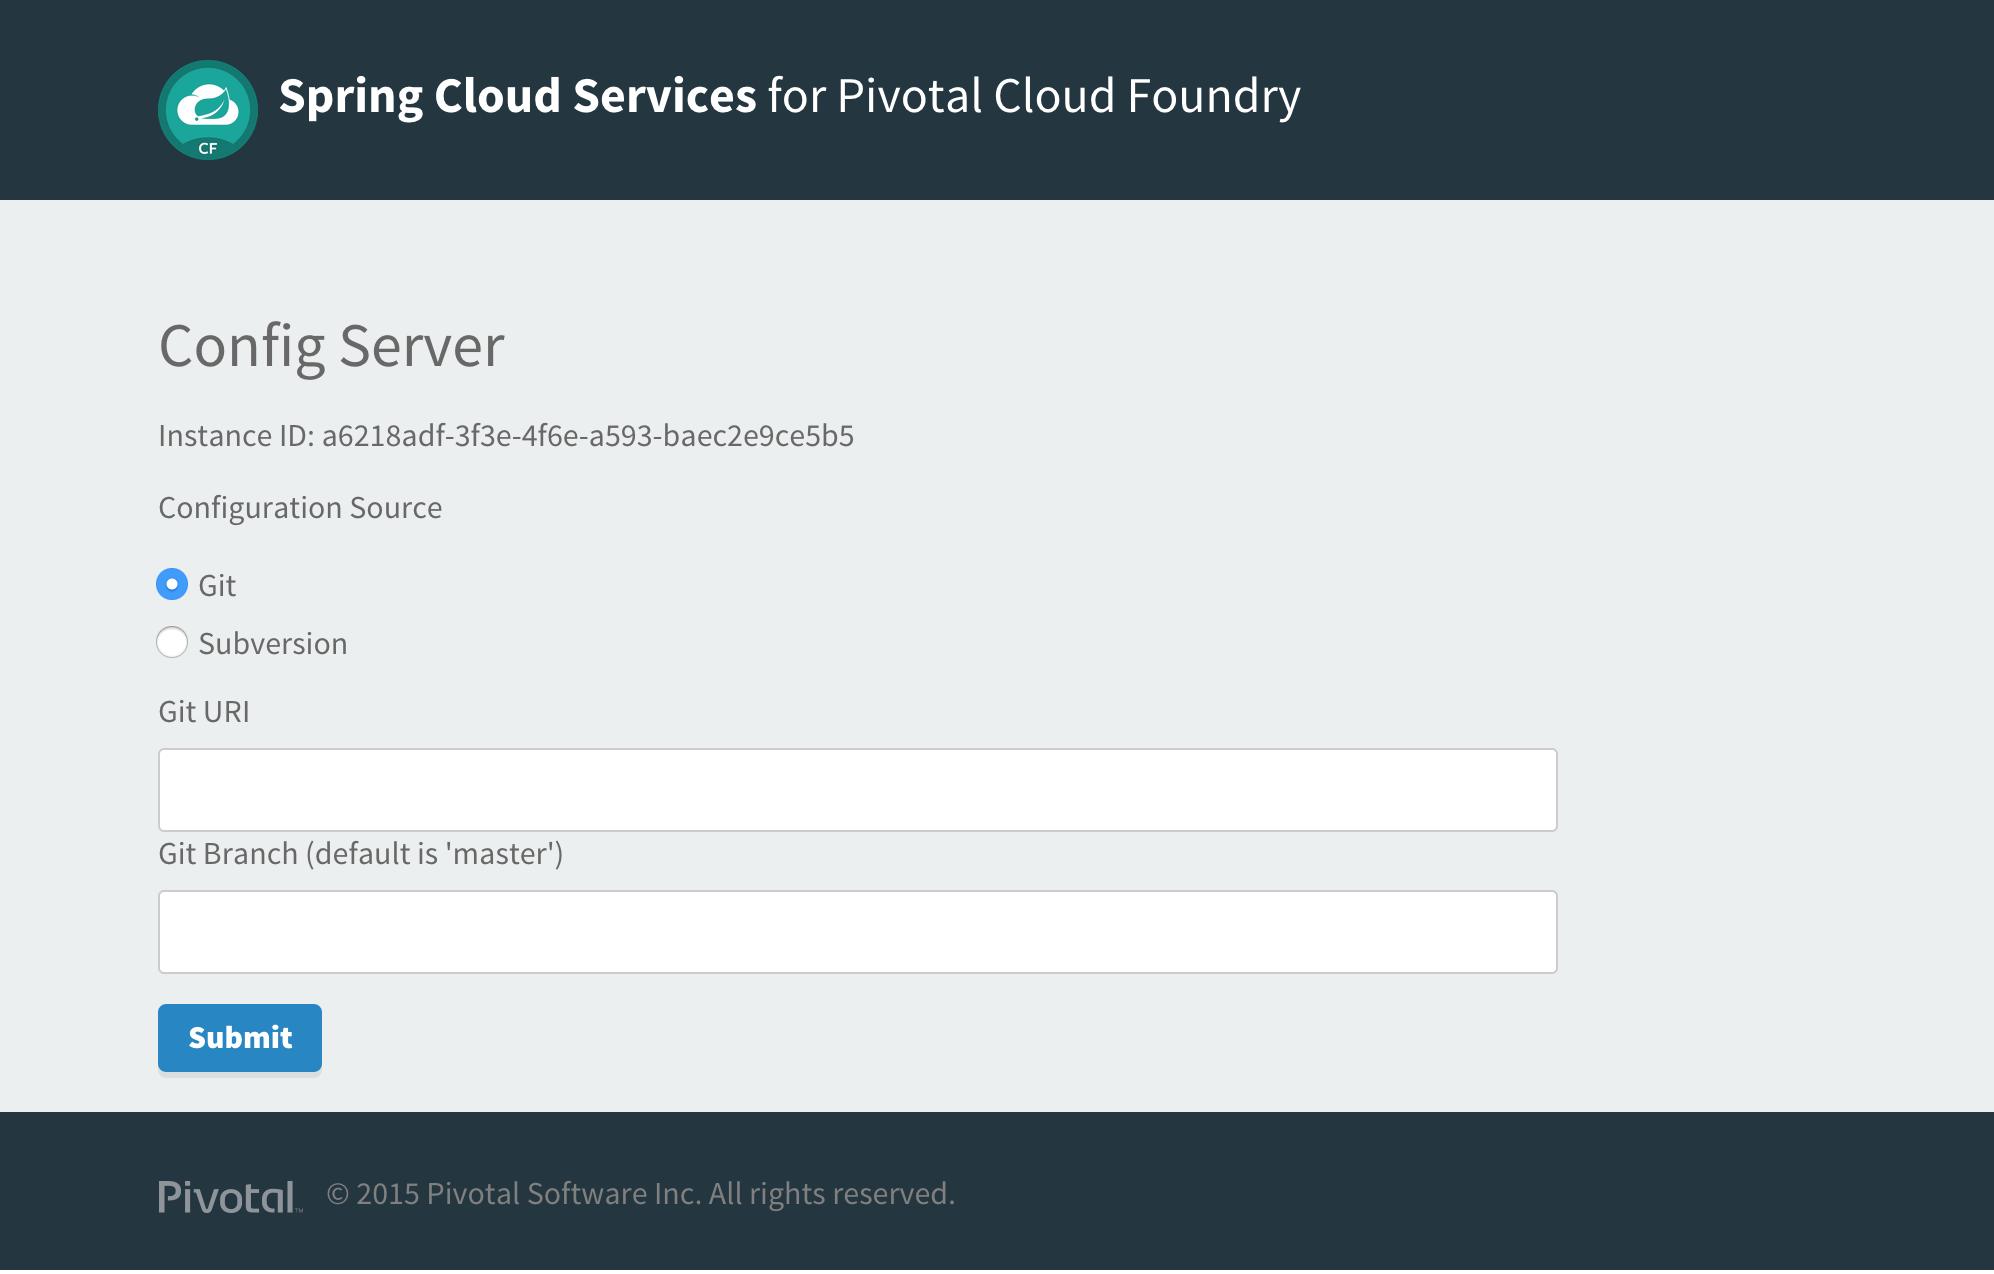 CF
Spring Cloud Services for Pivotal Cloud Foundry
Config Server
Instance ID: a6218adf-3f3e-4f6e-a593-baec2e9ce5b5
Configuration Source
Git
Subversion
Git URI
Git Branch (default is 'master')
Submit
Pivotal™ © 2015 Pivotal Software Inc. All rights reserved.